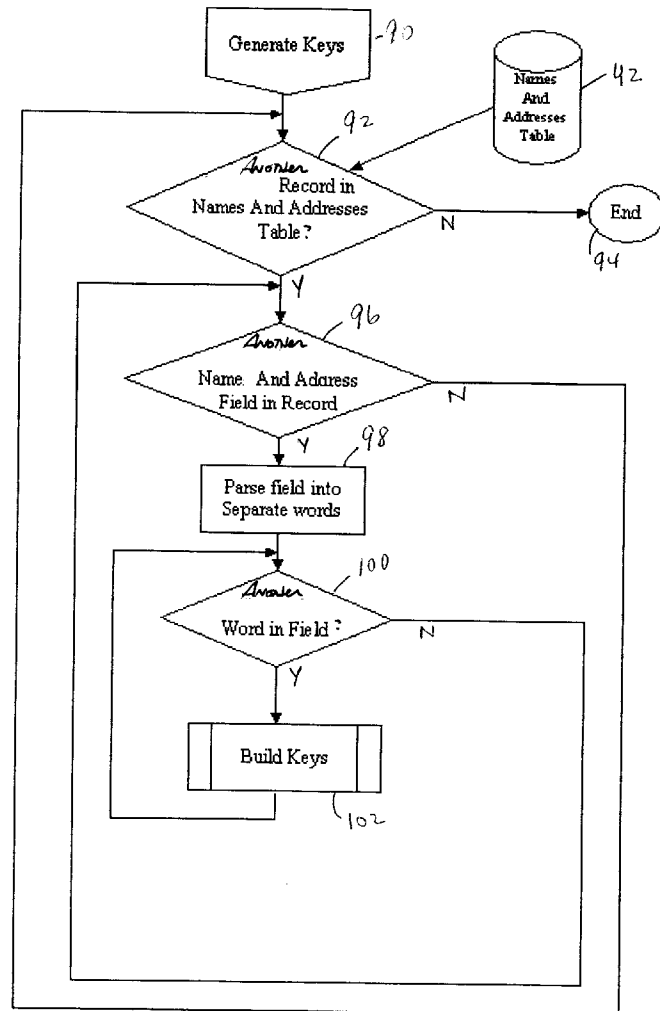 Generate Keys
90
Names
And
Addresses
Table
42
92
Another
Record in
Names And Addresses
Table?
N
End
94
Y
96
Another
Name And Address
Field in Record
N
Y
98
Parse field into
Separate words
100
Another
Word in Field?
N
Y
Build Keys
102